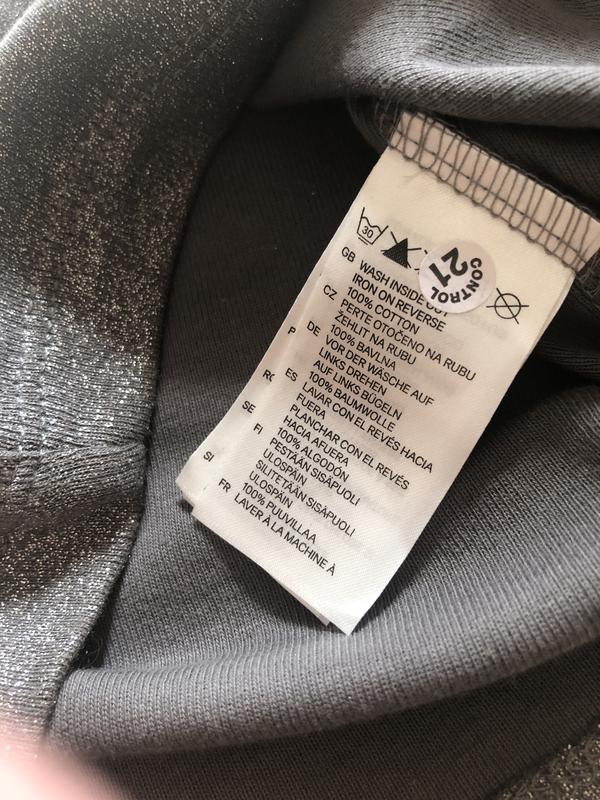 30
CONTROL
21
GB WASH INSIDE OUT
IRON ON REVERSE
100% COTTON
CZ PERTE OTOČENO NA RUBU
ŽEHLIT NA RUBU
100% BAVLNA
DE VOR DER WÄSCHE AUF
LINKS DREHEN
AUF LINKS BÜGELN
100% BAUMWOLLE
ES LAVAR CON EL REVÉS HACIA
FUERA
PLANCHAR CON EL REVÉS
HACIA AFUERA
100% ALGODÓN
FI PESTÄÄN SISÄPUOLI
ULOSPÄIN
SILITETÄÄN SISÄPUOLI
ULOSPÄIN
100% PUUVILLAA
FR LAVER À LA MACHINE À
P
SE
SI